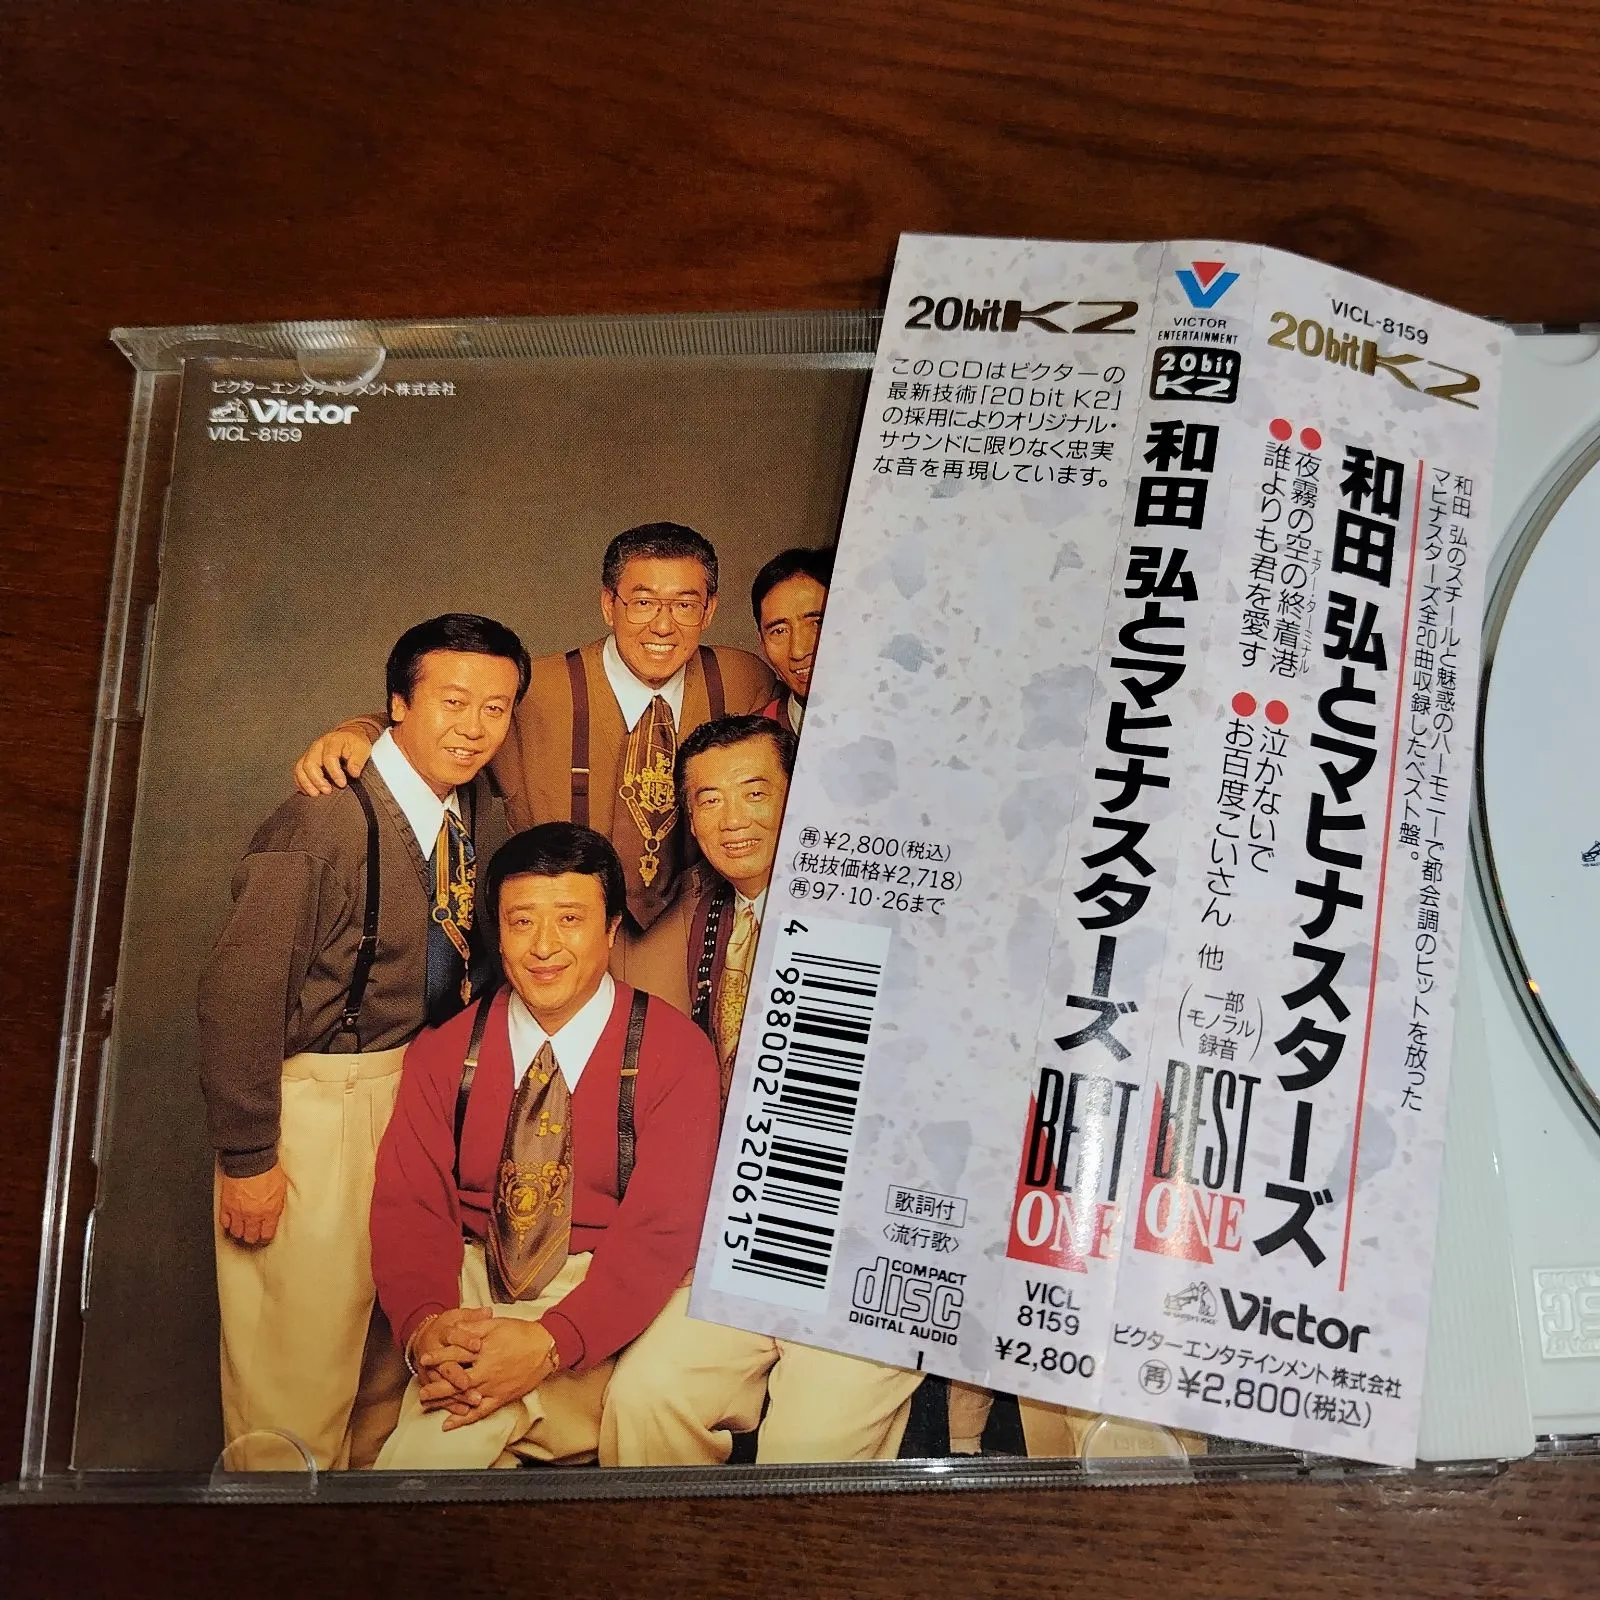 ビクターエンタテインメント株式会社
Victor
VICL-8159
20bit K2
このCDはビクターの
最新技術「20 bit K2」
の採用によりオリジナル・
サウンドに限りなく忠実
な音を再現しています。
再¥2,800(税込)
(税抜価格¥2,718)
再97・10・26まで
4 988002 320615
歌詞付
〈流行歌〉
COMPACT
disc
DIGITAL AUDIO
VICTOR
ENTERTAINMENT
20bit
K2
和田 弘とマヒナスターズ
BEST
ONE
VICL
8159
¥2,800
VICL-8159
20bit K2
和田 弘のスチールと魅惑のハーモニーで都会調のヒットを放った
マヒナスターズ全20曲収録したベスト盤。
和田 弘とマヒナスターズ
●夜霧の空の終着港
エアー・ターミナル
●誰よりも君を愛す
●泣かないで
●お百度こいさん 他
(一部
モノラル
録音)
BEST
ONE
Victor
ビクターエンタテインメント株式会社
再¥2,800(税込)